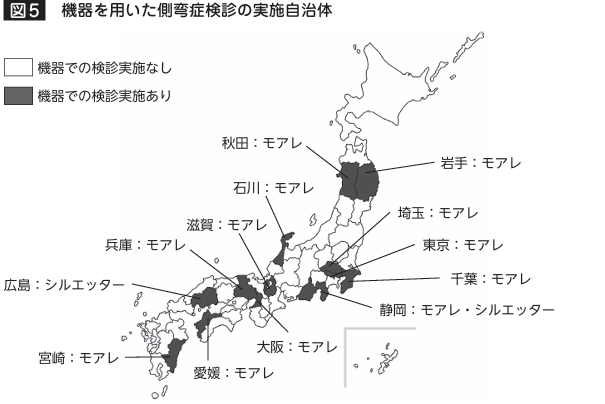 図5 機器を用いた側弯症検診の実施自治体
機器での検診実施なし
機器での検診実施あり
秋田：モアレ
岩手：モアレ
石川：モアレ
埼玉：モアレ
滋賀：モアレ
兵庫：モアレ
東京：モアレ
広島：シルエッター
千葉：モアレ
静岡：モアレ・シルエッター
大阪：モアレ
宮崎：モアレ
愛媛：モアレ